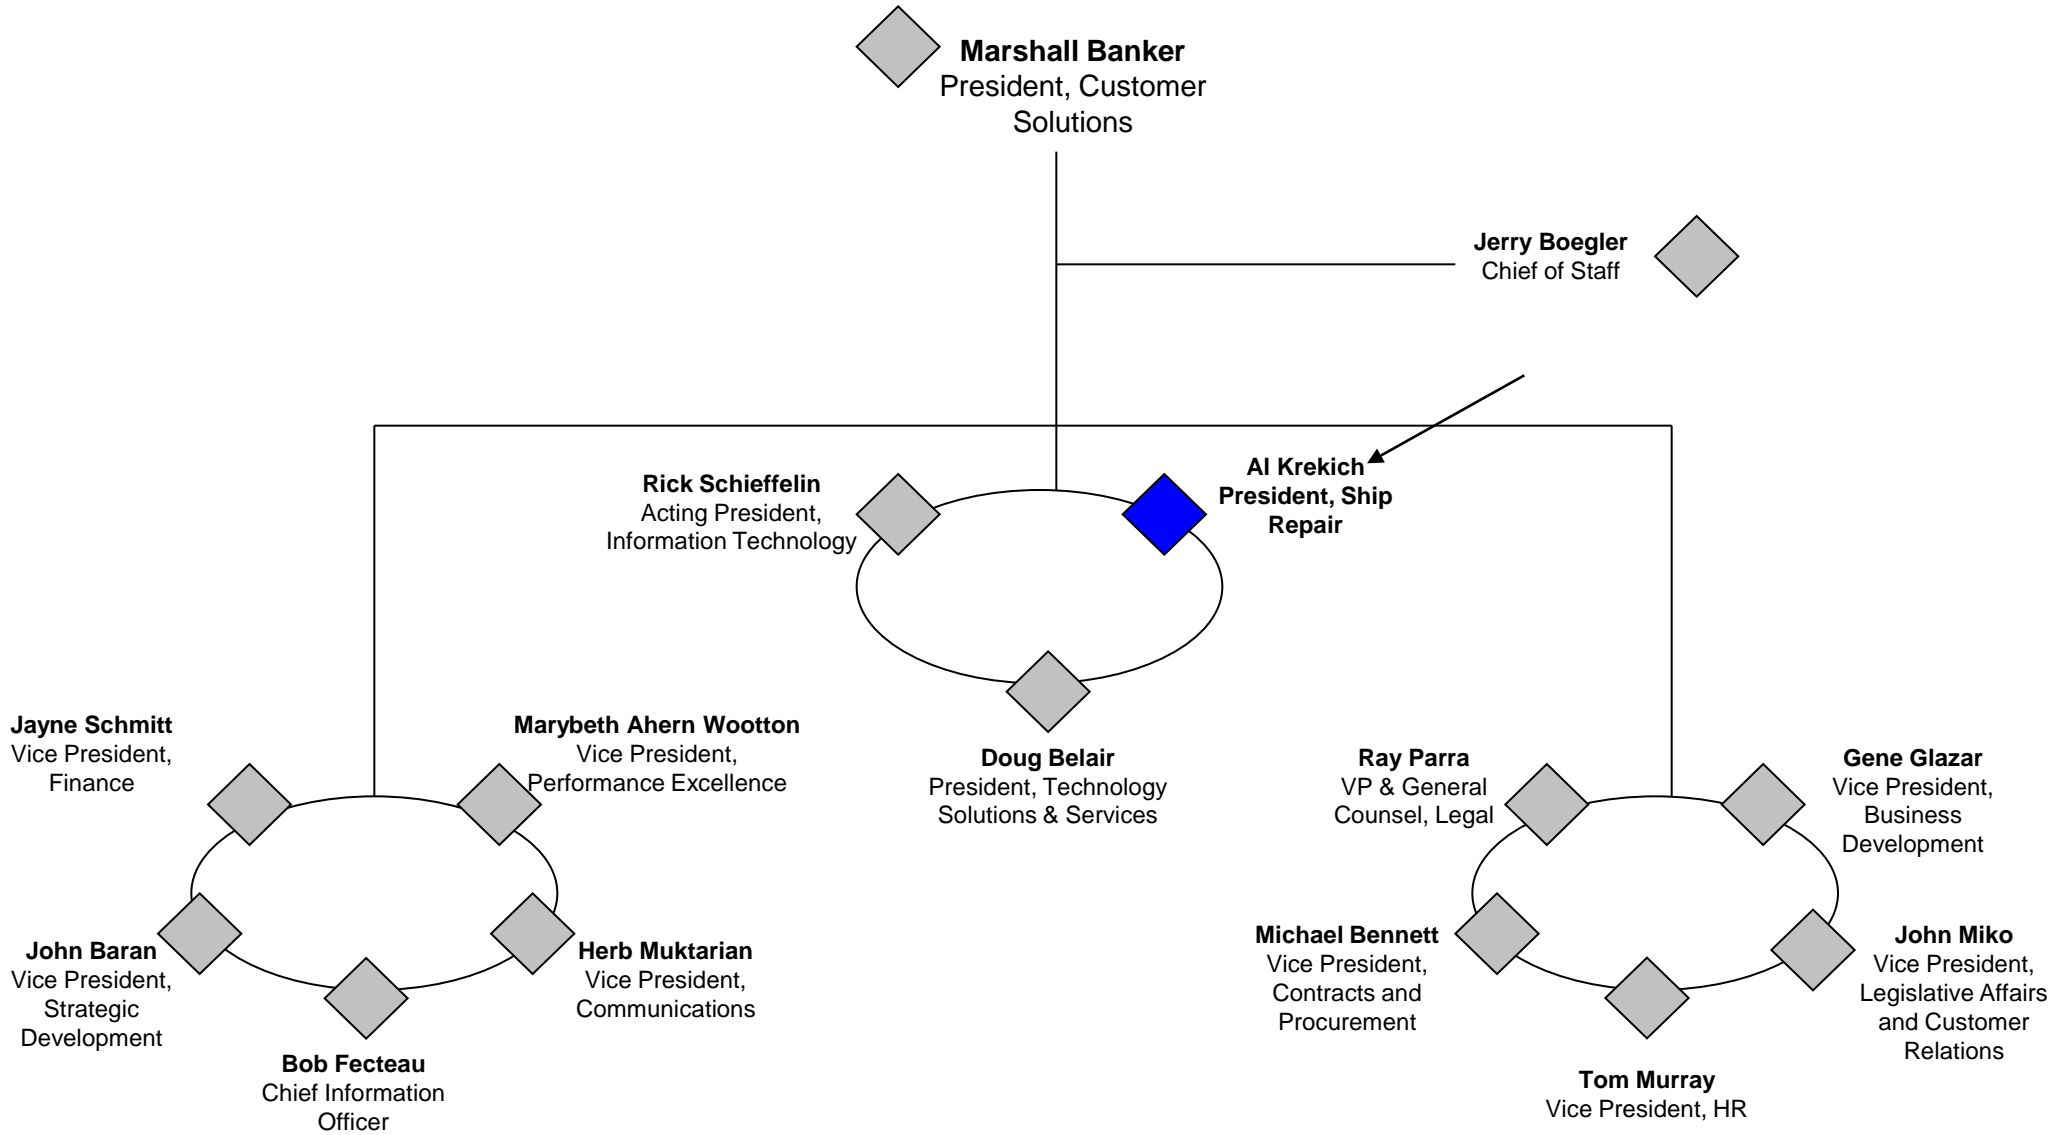 Marshall Banker
President, Customer
Solutions
Jerry Boegler
Chief of Staff
Rick Schieffelin
Acting President,
Information Technology
Al Krekich
President, Ship
Repair
Doug Belair
President, Technology
Solutions & Services
Jayne Schmitt
Vice President,
Finance
Marybeth Ahern Wootton
Vice President,
Performance Excellence
John Baran
Vice President,
Strategic
Development
Herb Muktarian
Vice President,
Communications
Bob Fecteau
Chief Information
Officer
Ray Parra
VP & General
Counsel, Legal
Gene Glazar
Vice President,
Business
Development
Michael Bennett
Vice President,
Contracts and
Procurement
John Miko
Vice President,
Legislative Affairs
and Customer
Relations
Tom Murray
Vice President, HR